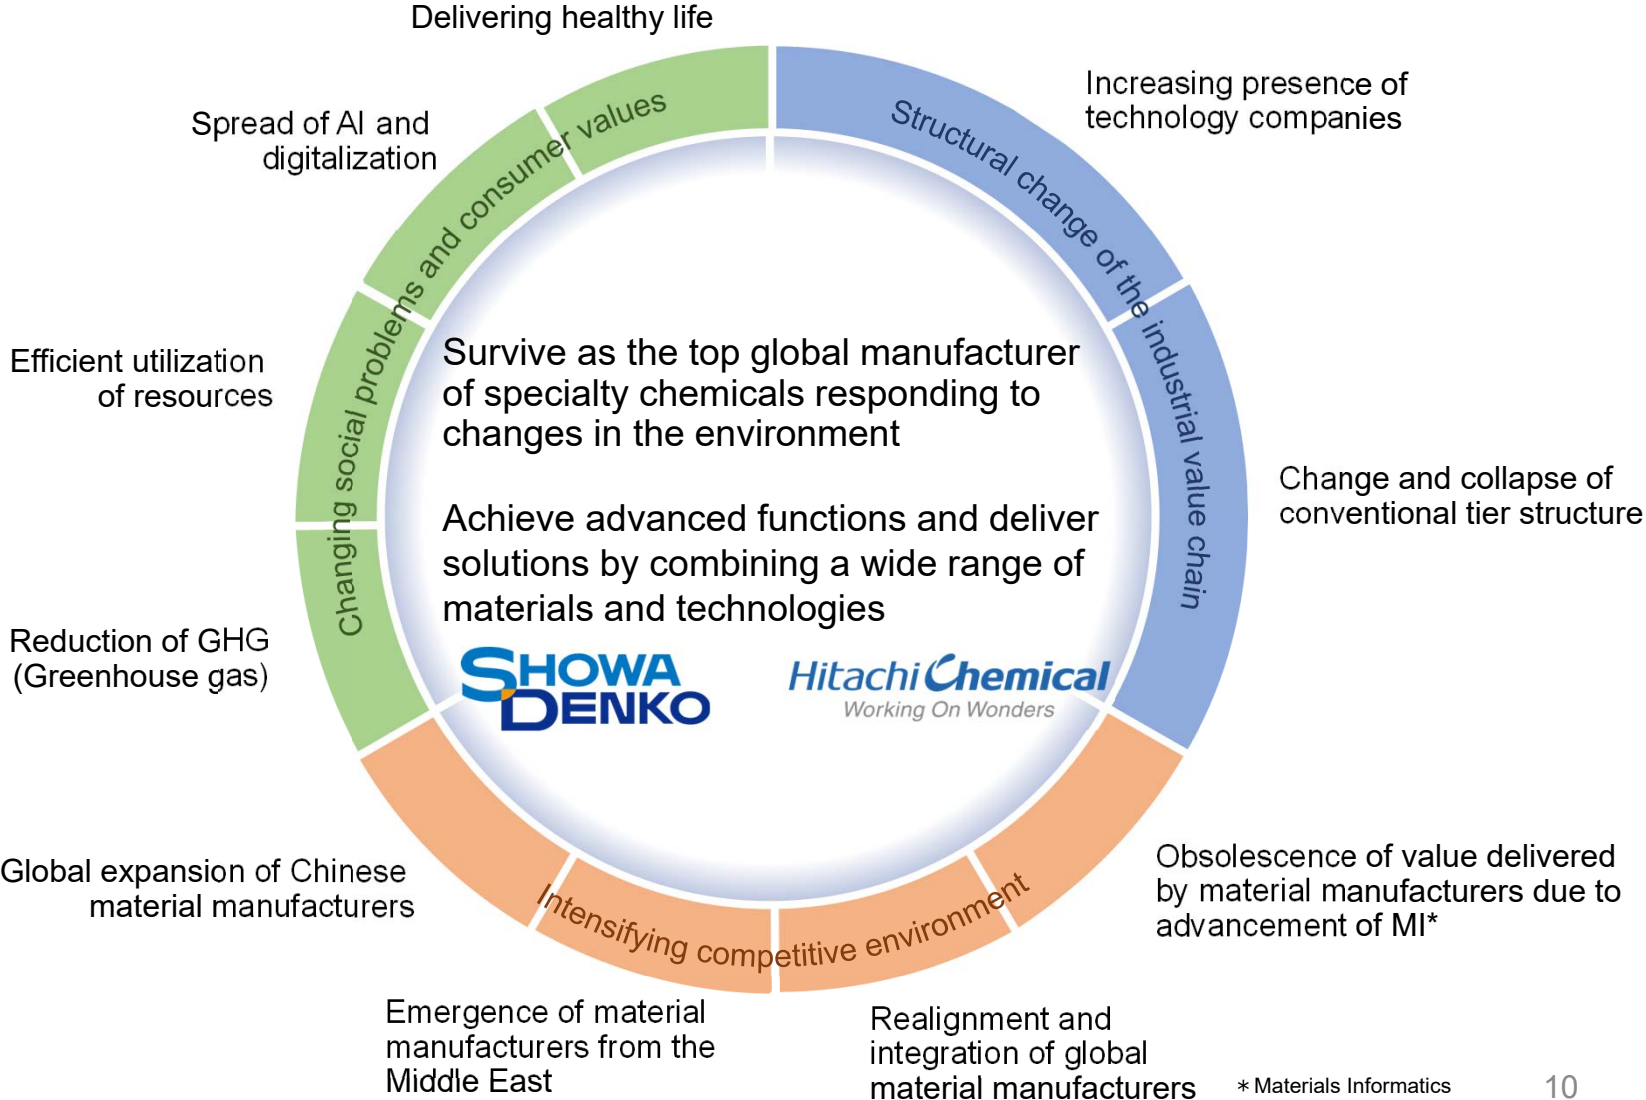 Delivering healthy life
Increasing presence of
technology companies
Spread of AI and
digitalization
Changing social problems and consumer values
Structural change of the industrial value chain
Efficient utilization
of resources
Survive as the top global manufacturer
of specialty chemicals responding to
changes in the environment
Change and collapse of
conventional tier structure
Achieve advanced functions and deliver
solutions by combining a wide range of
materials and technologies
Reduction of GHG
(Greenhouse gas)
SHOWA
DENKO
Hitachi Chemical
Working On Wonders
Global expansion of Chinese
material manufacturers
Intensifying competitive environment
Obsolescence of value delivered
by material manufacturers due to
advancement of MI*
Emergence of material
manufacturers from the
Middle East
Realignment and
integration of global
material manufacturers
* Materials Informatics
10